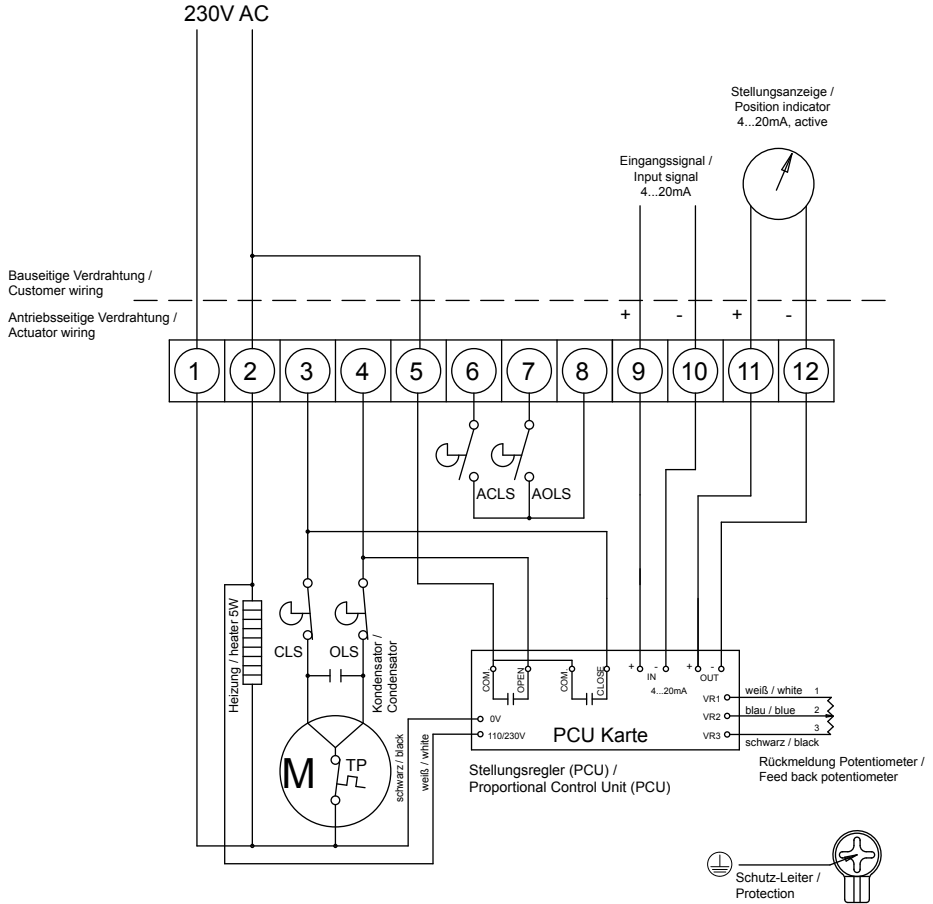 230V AC
Stellungsanzeige /
Position indicator
4...20mA, active
Eingangssignal /
Input signal
4...20mA
Bauseitige Verdrahtung /
Customer wiring
Antriebsseitige Verdrahtung /
Actuator wiring
+ - + -
1 2 3 4 5 6 7 8 9 10 11 12
ACLS AOLS
Heizung / heater 5W
CLS OLS
Kondensator /
Condensator
COM OPEN COM CLOSE
+ - + -
IN OUT
4...20mA
VR1 weiß / white 1
VR2 blau / blue 2
VR3 3
schwarz / black
0V
110/230V
PCU Karte
M TP
schwarz / black
weiß / white
Stellungsregler (PCU) /
Proportional Control Unit (PCU)
Rückmeldung Potentiometer /
Feed back potentiometer
Schutz-Leiter /
Protection